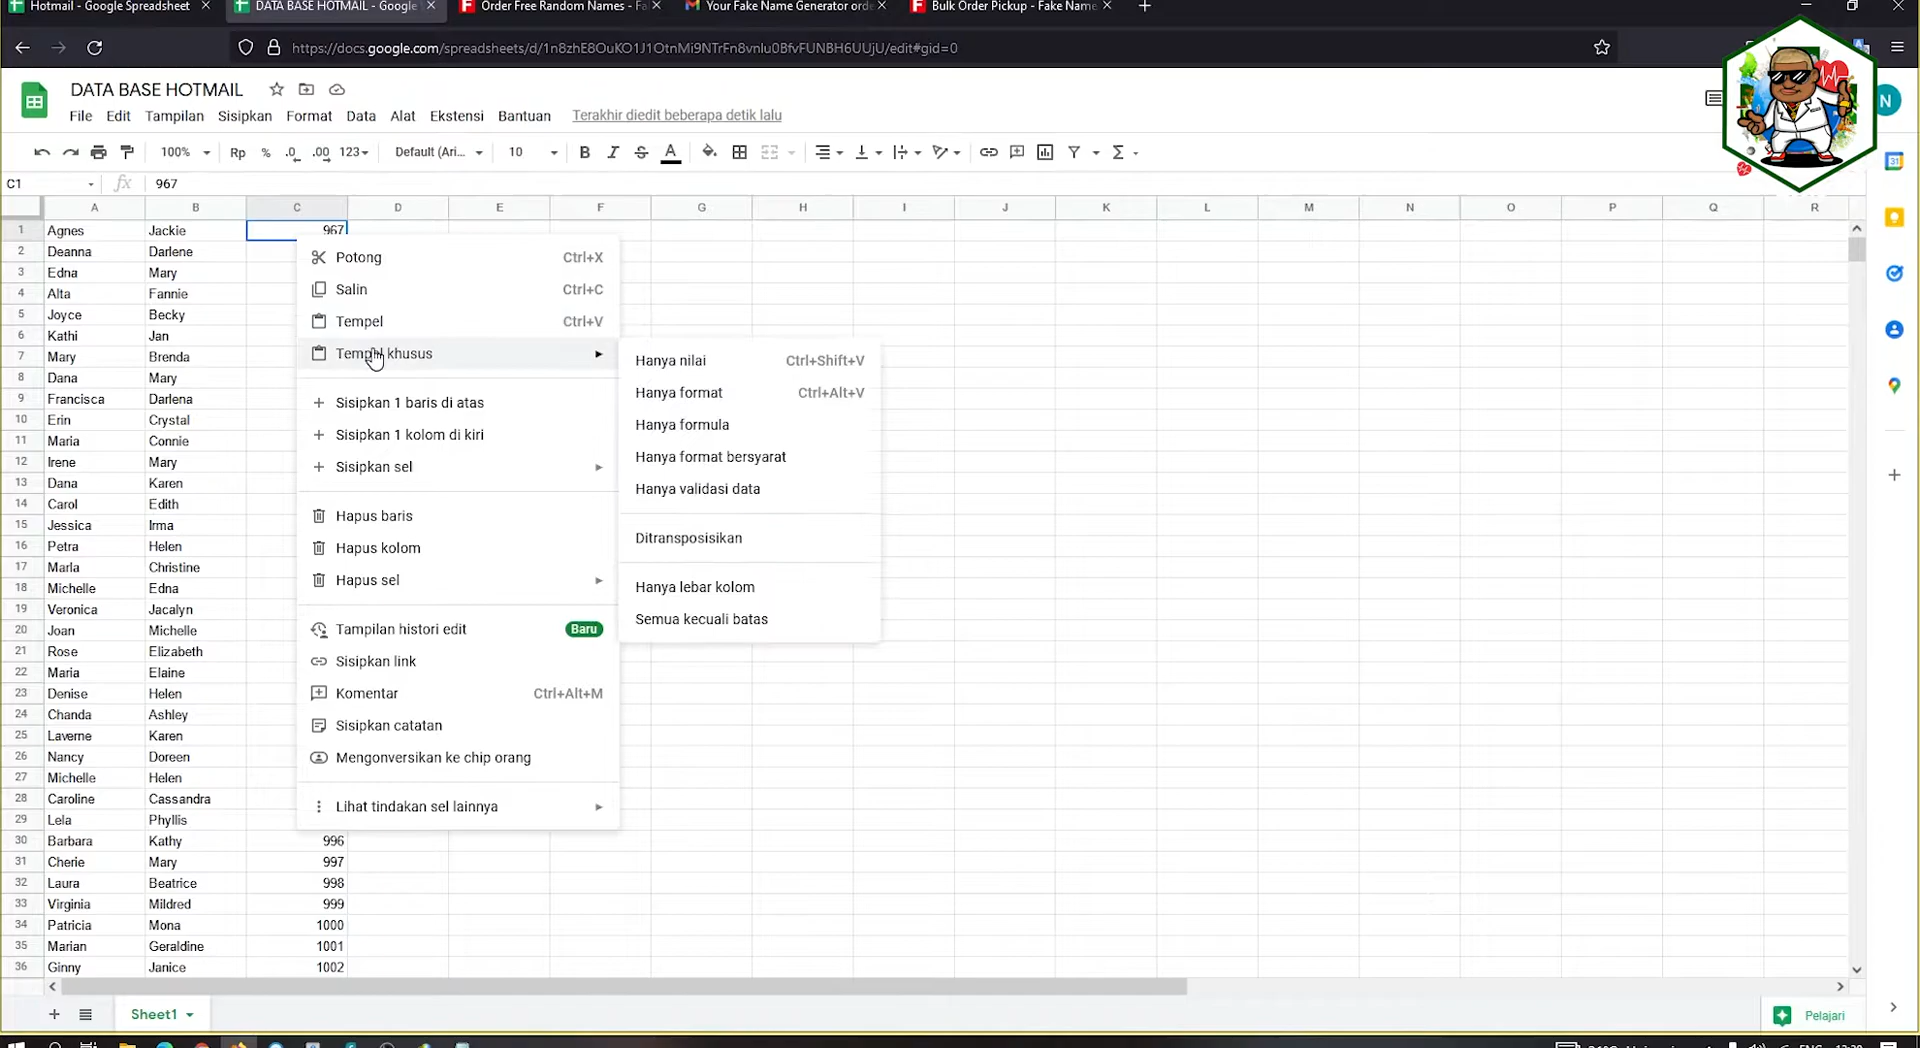 Hotmail - Google Spreadsheet
DATA BASE HOTMAIL - Google
Order Free Random Names - Fa
Your Fake Name Generator ord
Bulk Order Pickup - Fake Name
DATA BASE HOTMAIL
File Edit Tampilan Sisipkan Format Data Alat Ekstensi Bantuan Terakhir diedit beberapa detik lalu
100% Rp % .0 .00 123 Default (Ari... 10 B I S A
N
C1 fx 967
A B C D E F G H I J K L M N O P Q R
1 Agnes Jackie 967
2 Deanna Darlene
3 Edna Mary
4 Alta Fannie
5 Joyce Becky
6 Kathi Jan
7 Mary Brenda
8 Dana Mary
9 Francisca Darlena
10 Erin Crystal
11 Maria Connie
12 Irene Mary
13 Dana Karen
14 Carol Edith
15 Jessica Irma
16 Petra Helen
17 Marla Christine
18 Michelle Edna
19 Veronica Jacalyn
20 Joan Michelle
21 Rose Elizabeth
22 Maria Elaine
23 Denise Helen
24 Chanda Ashley
25 Laverne Karen
26 Nancy Doreen
27 Michelle Helen
28 Caroline Cassandra
29 Lela Phyllis
30 Barbara Kathy 996
31 Cherie Mary 997
32 Laura Beatrice 998
33 Virginia Mildred 999
34 Patricia Mona 1000
35 Marian Geraldine 1001
36 Ginny Janice 1002
Potong Ctrl+X
Salin Ctrl+C
Tempel Ctrl+V
Tempel khusus
Sisipkan 1 baris di atas
Sisipkan 1 kolom di kiri
Sisipkan sel
Hapus baris
Hapus kolom
Hapus sel
Tampilan histori edit Baru
Sisipkan link
Komentar Ctrl+Alt+M
Sisipkan catatan
Mengonversikan ke chip orang
Lihat tindakan sel lainnya
Hanya nilai Ctrl+Shift+V
Hanya format Ctrl+Alt+V
Hanya formula
Hanya format bersyarat
Hanya validasi data
Ditransposisikan
Hanya lebar kolom
Semua kecuali batas
Sheet1
Pelajari